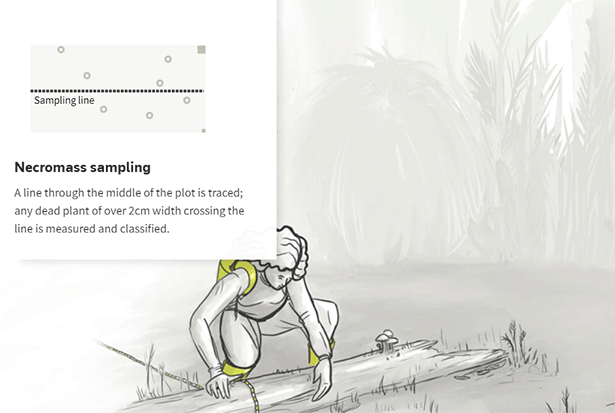 Sampling line
Necromass sampling
A line through the middle of the plot is traced;
any dead plant of over 2cm width crossing the
line is measured and classified.